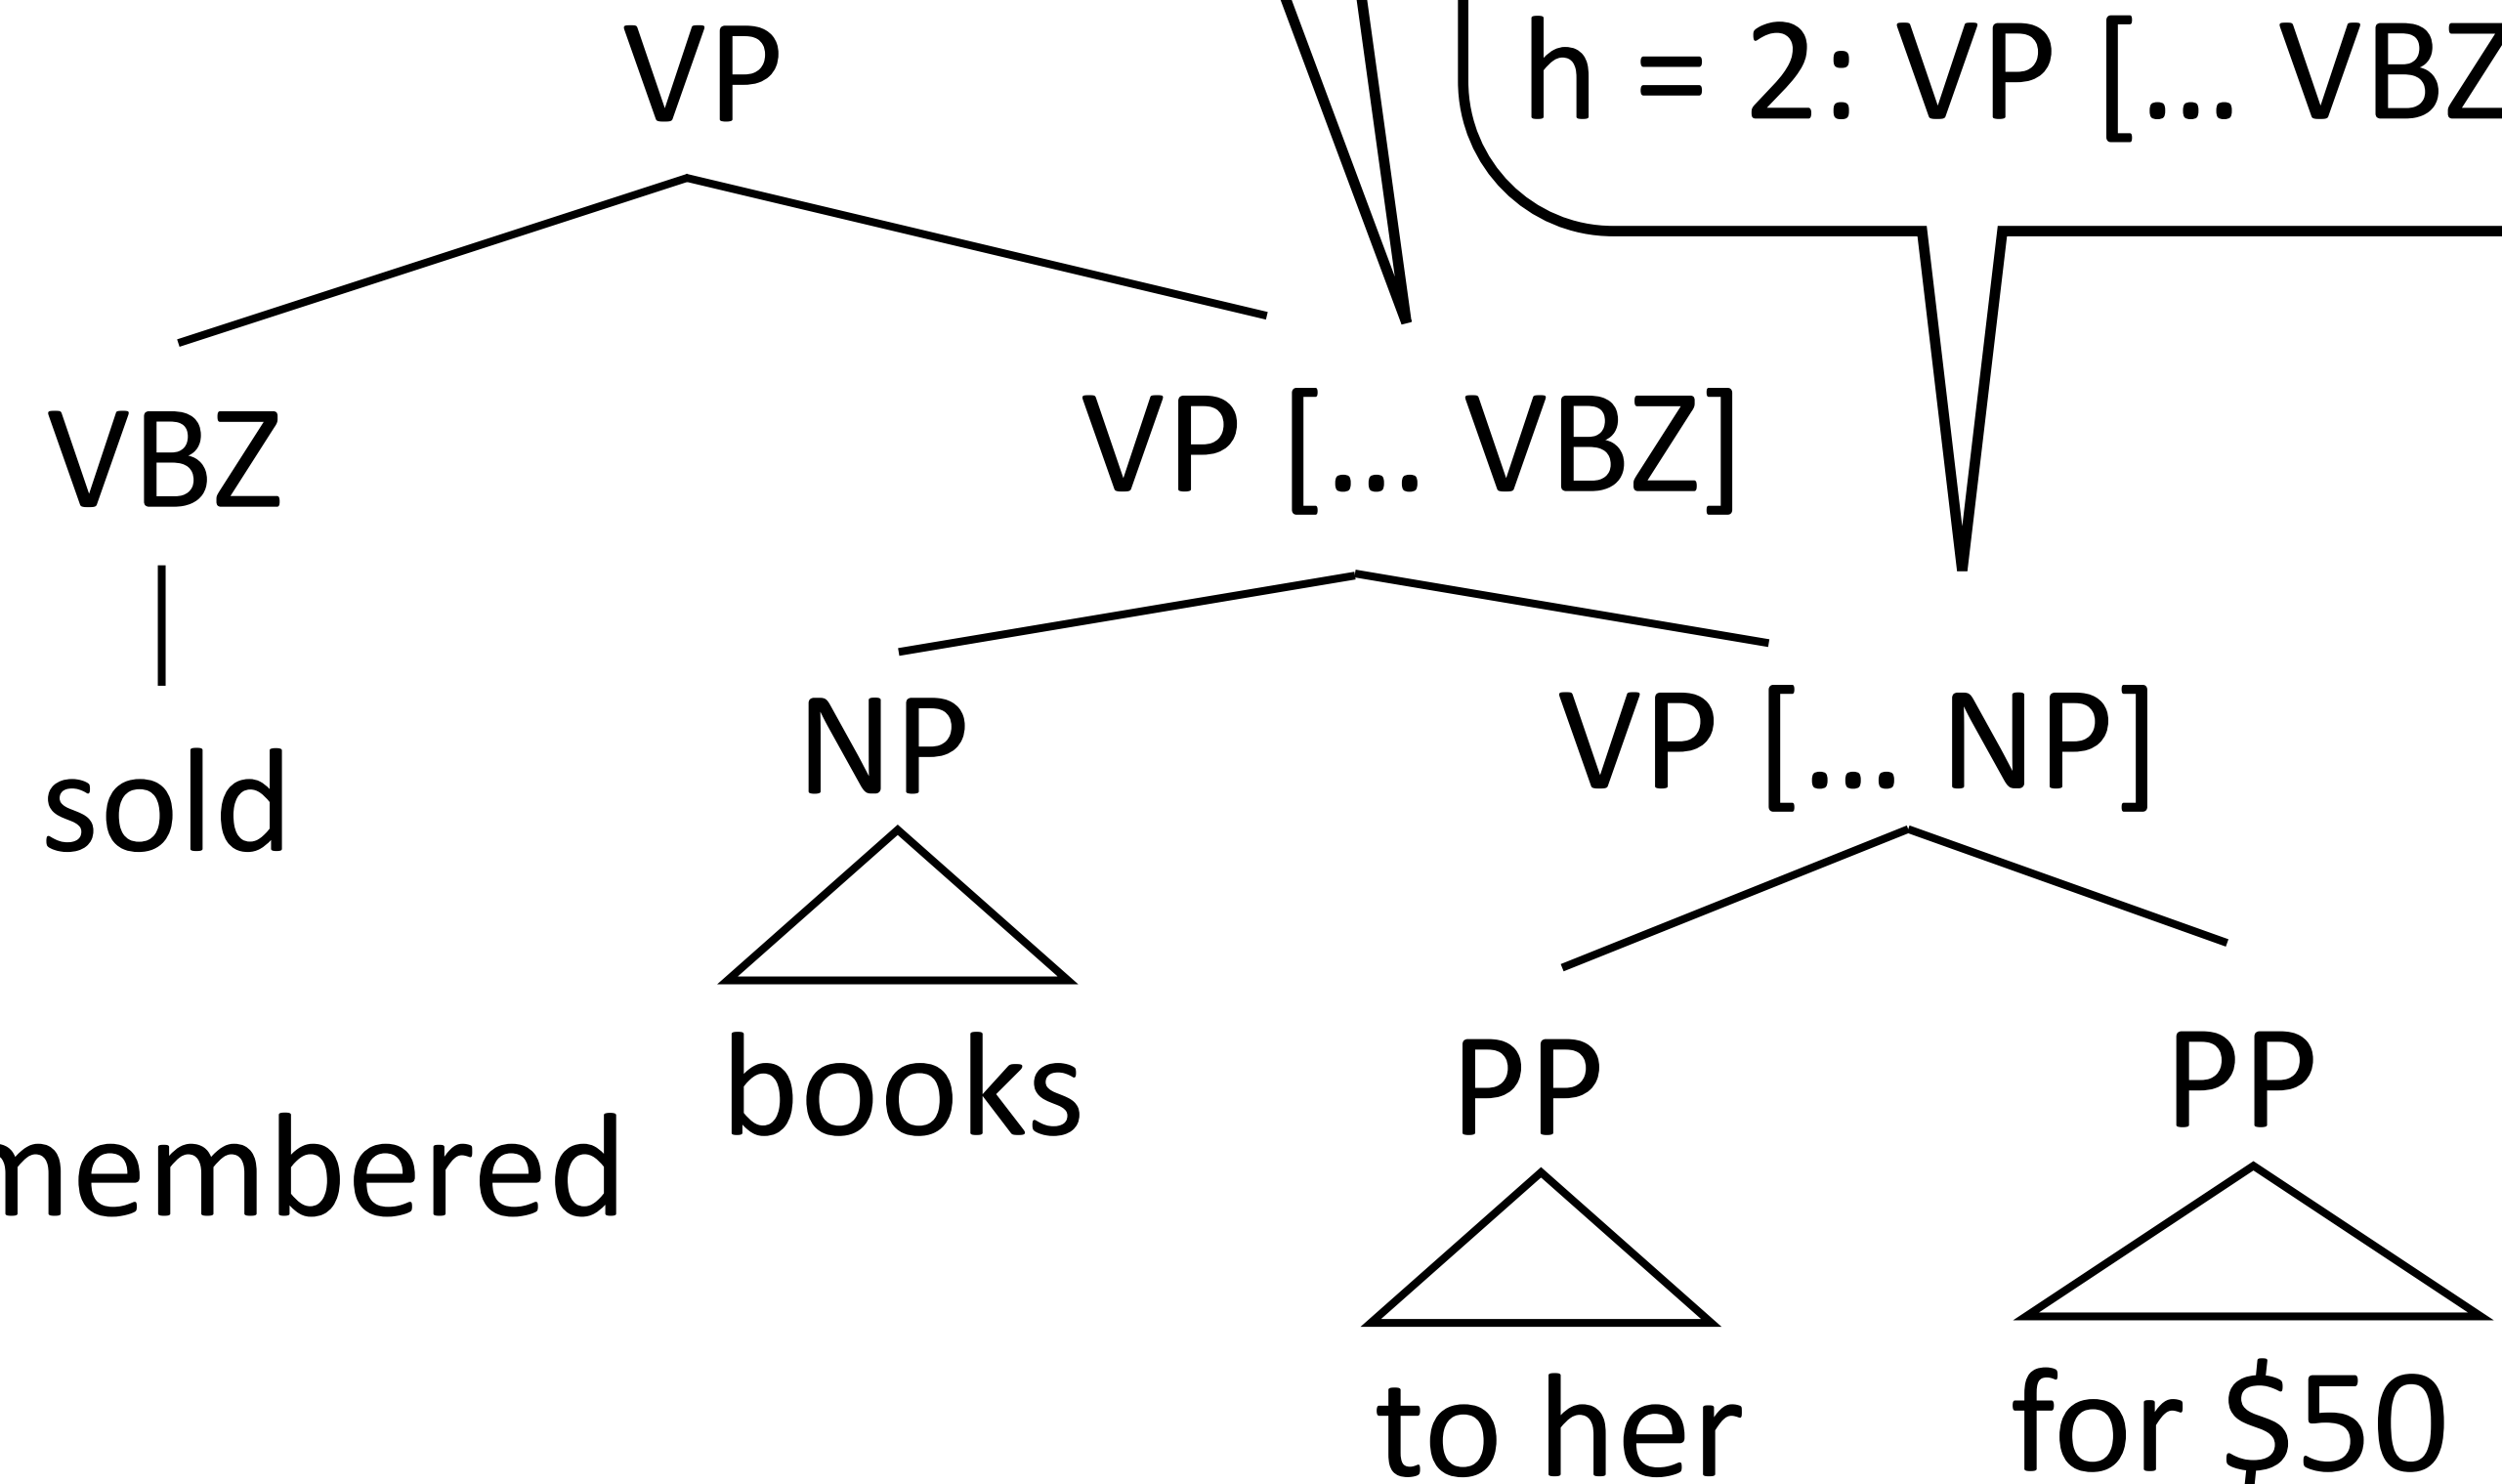 VP
h = 2: VP [... VBZ
VBZ
VP [... VBZ]
sold
NP
VP [... NP]
books
PP
PP
membered
to her
for $50